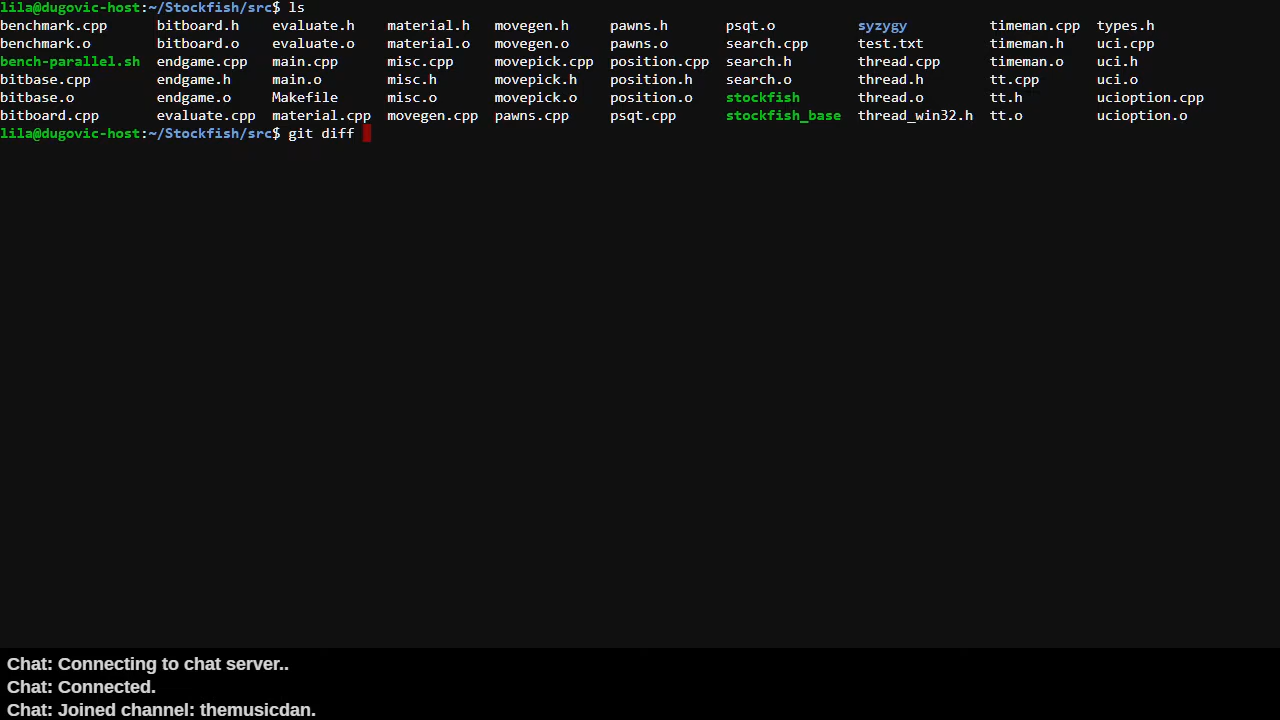 lila@dugovic-host:~/Stockfish/src$ ls
benchmark.cpp bitboard.h evaluate.h material.h movegen.h pawns.h psqt.o syzygy timeman.cpp types.h
benchmark.o bitboard.o evaluate.o material.o movegen.o pawns.o search.cpp test.txt timeman.h uci.cpp
bench-parallel.sh endgame.cpp main.cpp misc.cpp movepick.cpp position.cpp search.h thread.cpp timeman.o uci.h
bitbase.cpp endgame.h main.o misc.h movepick.h position.h search.o thread.h tt.cpp uci.o
bitbase.o endgame.o Makefile misc.o movepick.o position.o stockfish thread.o tt.h ucioption.cpp
bitboard.cpp evaluate.cpp material.cpp movegen.cpp pawns.cpp psqt.cpp stockfish_base thread_win32.h tt.o ucioption.o
lila@dugovic-host:~/Stockfish/src$ git diff
Chat: Connecting to chat server..
Chat: Connected.
Chat: Joined channel: themusicdan.